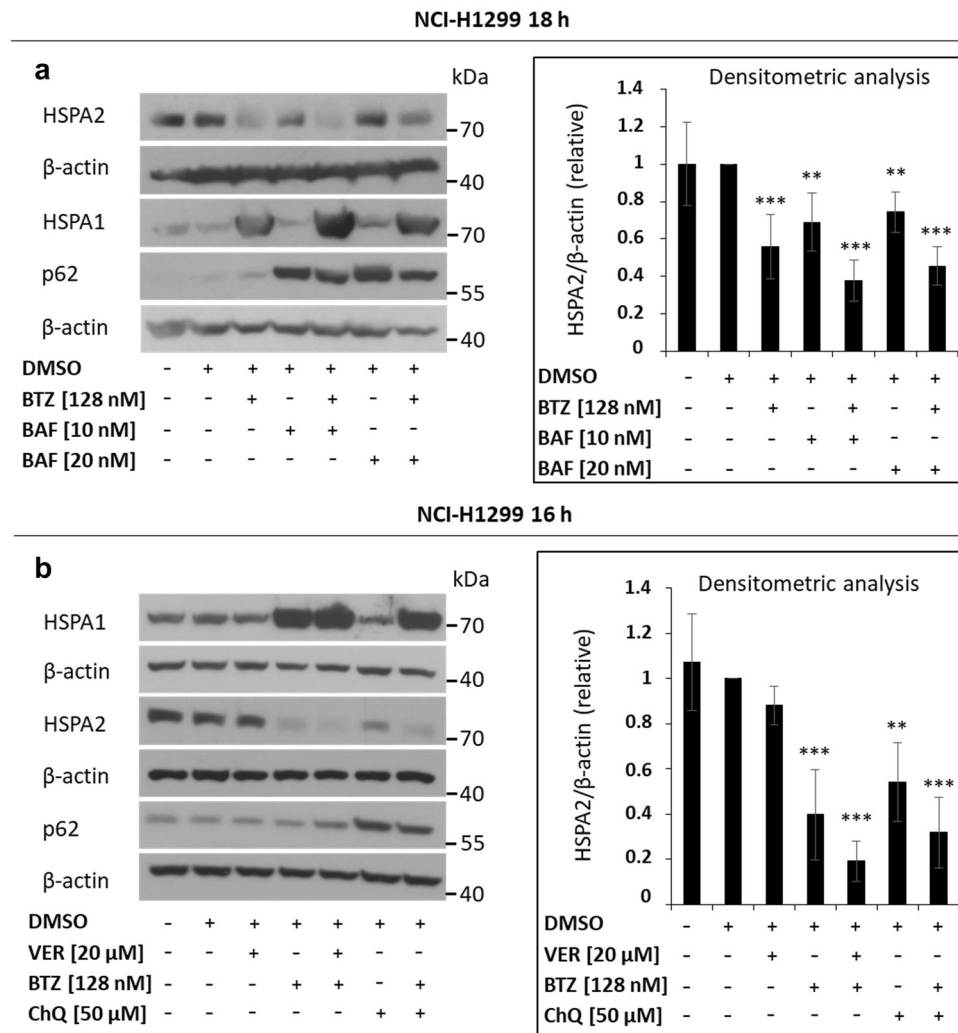 NCI-H1299 18 h
a
kDa
HSPA2
70
β-actin
40
HSPA1
70
p62
55
β-actin
40
DMSO - + + + + + +
BTZ [128 nM] - - + - + - +
BAF [10 nM] - - - + + - -
BAF [20 nM] - - - - - + +
Densitometric analysis
HSPA2/β-actin (relative)
1.4
1.2
1
0.8
0.6
0.4
0.2
0
*** ** *** ** ***
DMSO - + + + + + +
BTZ [128 nM] - - + - + - +
BAF [10 nM] - - - + + - -
BAF [20 nM] - - - - - + +
NCI-H1299 16 h
b
kDa
HSPA1
70
β-actin
40
HSPA2
70
β-actin
40
p62
55
β-actin
40
DMSO - + + + + + +
VER [20 µM] - - + - + - -
BTZ [128 nM] - - - + + - +
ChQ [50 µM] - - - - - + +
Densitometric analysis
HSPA2/β-actin (relative)
1.4
1.2
1
0.8
0.6
0.4
0.2
0
*** *** ** ***
DMSO - + + + + + +
VER [20 µM] - - + - + - -
BTZ [128 nM] - - - + + - +
ChQ [50 µM] - - - - - + +